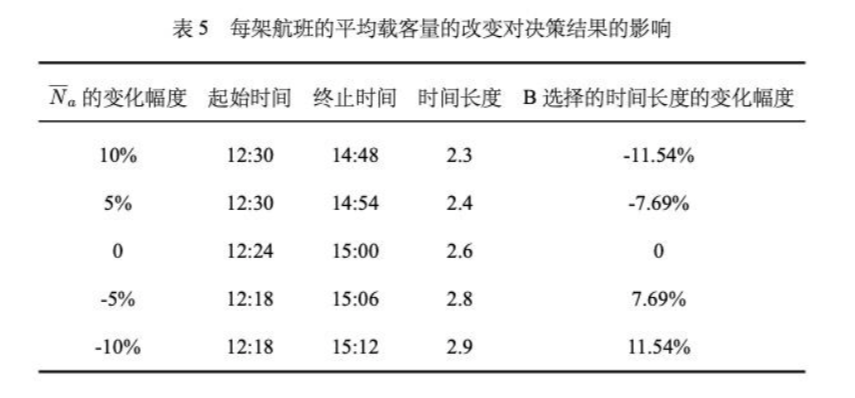 表 5 每架航班的平均载客量的改变对决策结果的影响
N̅a 的变化幅度 起始时间 终止时间 时间长度 B 选择的时间长度的变化幅度
10% 12:30 14:48 2.3 -11.54%
5% 12:30 14:54 2.4 -7.69%
0 12:24 15:00 2.6 0
-5% 12:18 15:06 2.8 7.69%
-10% 12:18 15:12 2.9 11.54%